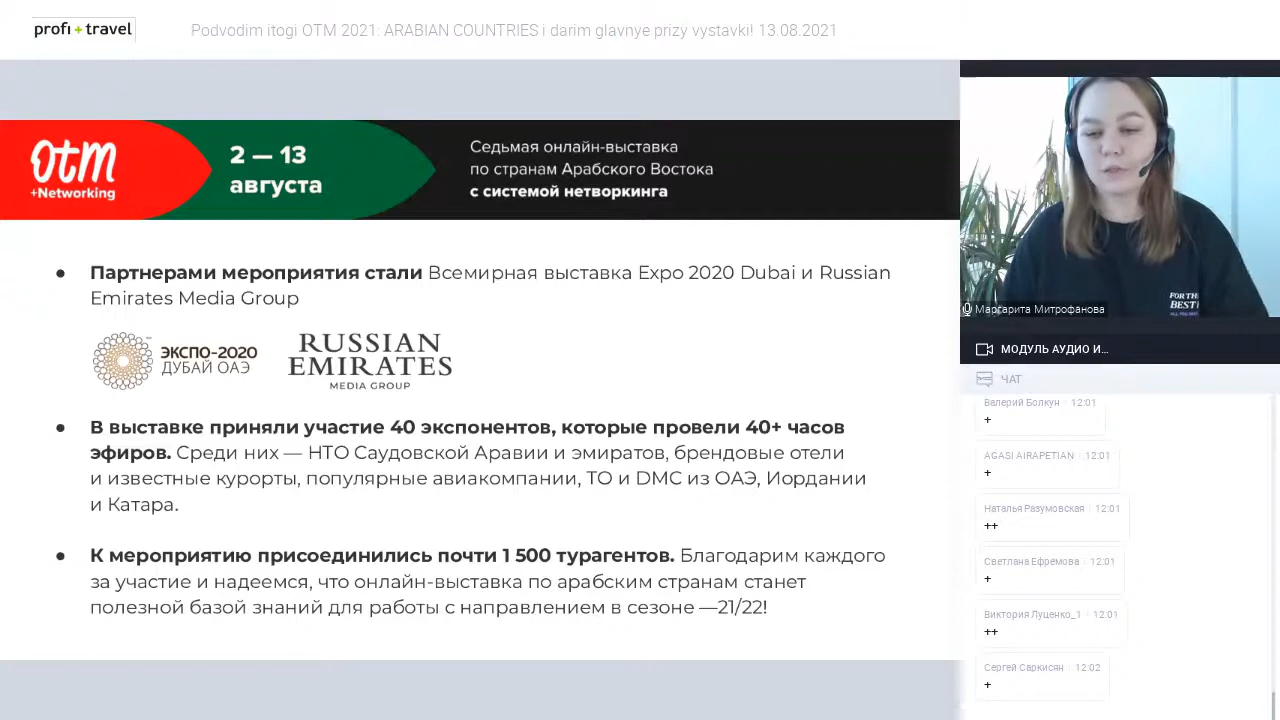 profi + travel
Podvodim itogi OTM 2021: ARABIAN COUNTRIES i darim glavnye prizy vystavki! 13.08.2021
OTM
+Networking
2 — 13
августа
Седьмая онлайн-выставка
по странам Арабского Востока
с системой нетворкинга
● Партнерами мероприятия стали Всемирная выставка Expo 2020 Dubai и Russian
Emirates Media Group
ЭКСПО-2020
ДУБАЙ ОАЭ
RUSSIAN
EMIRATES
MEDIA GROUP
● В выставке приняли участие 40 экспонентов, которые провели 40+ часов
эфиров. Среди них — НТО Саудовской Аравии и эмиратов, брендовые отели
и известные курорты, популярные авиакомпании, ТО и DMC из ОАЭ, Иордании
и Катара.
● К мероприятию присоединились почти 1 500 турагентов. Благодарим каждого
за участие и надеемся, что онлайн-выставка по арабским странам станет
полезной базой знаний для работы с направлением в сезоне —21/22!
FOR THE
BEST
Маргарита Митрофанова
МОДУЛЬ АУДИО И...
ЧАТ
Валерий Болкун 12:01
+
AGASI AIRAPETIAN 12:01
+
Наталья Разумовская 12:01
++
Светлана Ефремова 12:01
+
Виктория Луценко_1 12:01
++
Сергей Саркисян 12:02
+